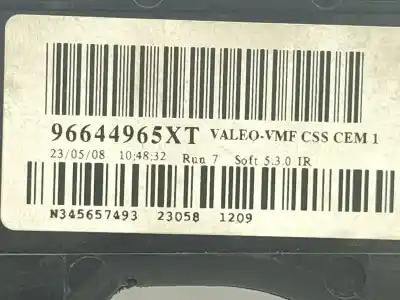 96644965XT VALEO-VMF CSS CEM 1
23/05/08 10:48:32 Run 7 Soft 5.3.0 IR
N345657493 23058 1209